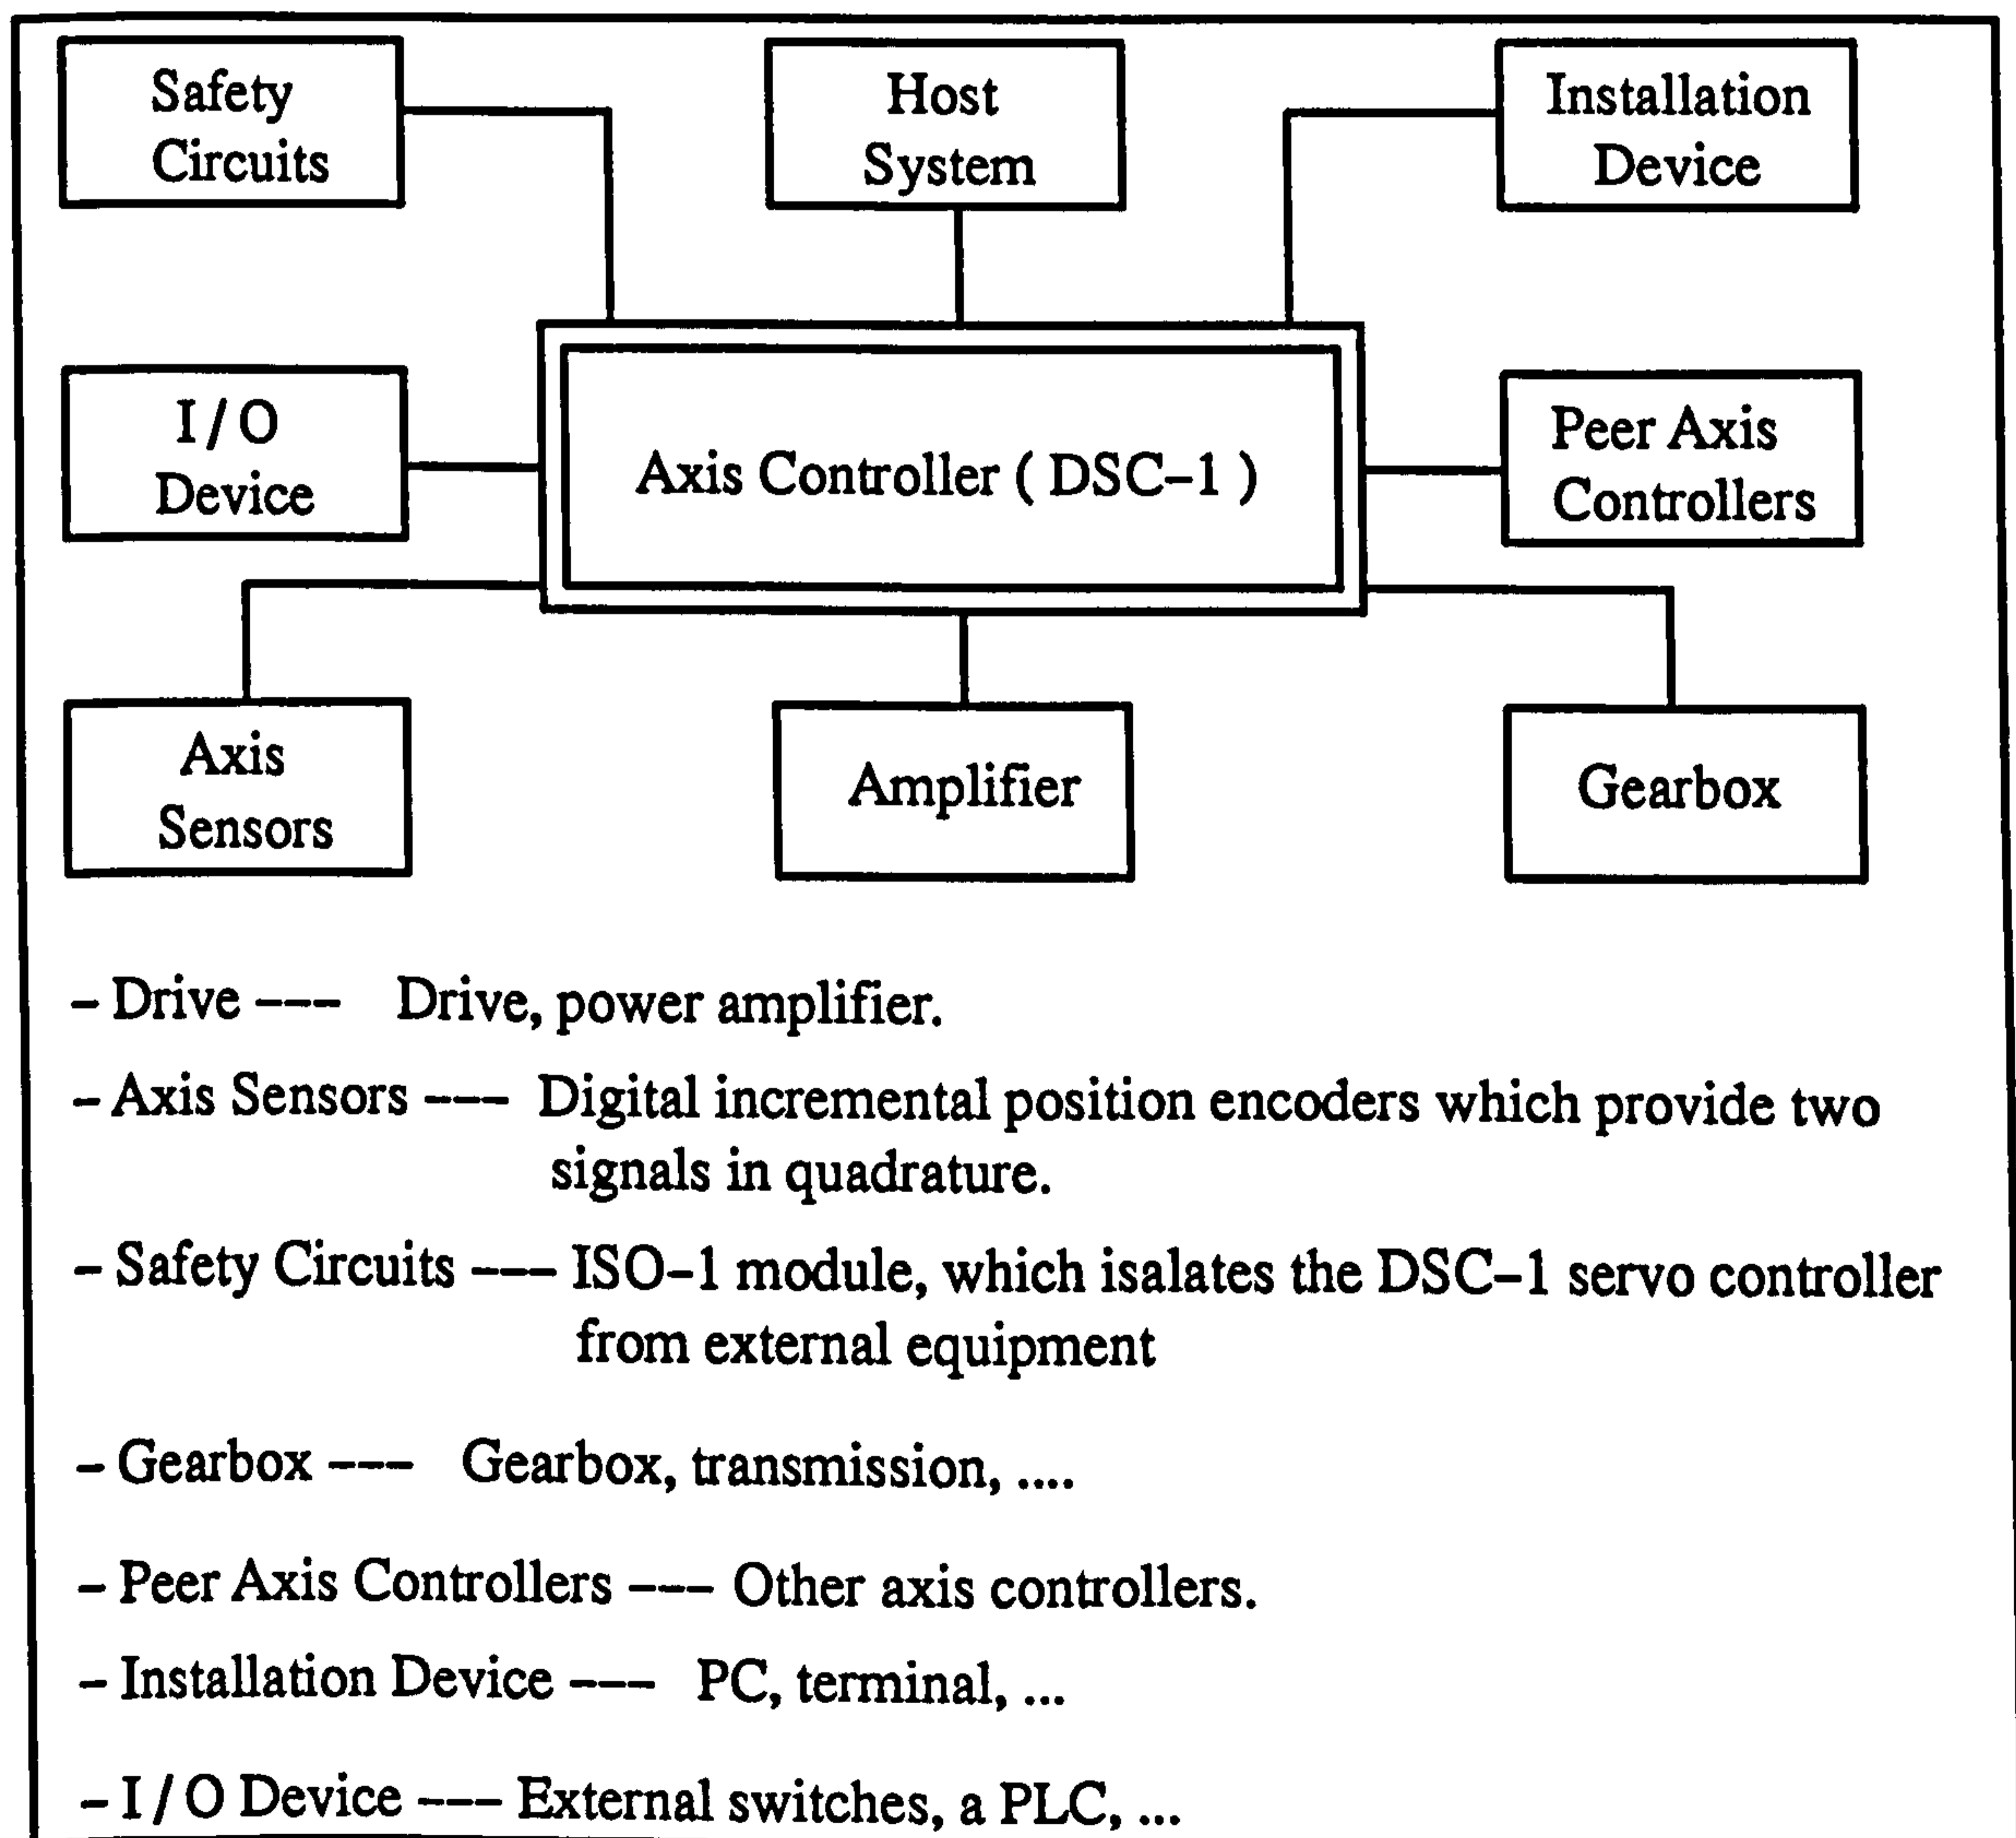 Safety
Circuits
Host
System
Installation
Device
I / O
Device
Axis Controller ( DSC–1 )
Peer Axis
Controllers
Axis
Sensors
Amplifier
Gearbox
– Drive ––– Drive, power amplifier.
– Axis Sensors ––– Digital incremental position encoders which provide two
signals in quadrature.
– Safety Circuits ––– ISO–1 module, which isalates the DSC–1 servo controller
from external equipment
– Gearbox ––– Gearbox, transmission, ....
– Peer Axis Controllers ––– Other axis controllers.
– Installation Device ––– PC, terminal, ...
– I / O Device ––– External switches, a PLC, ...